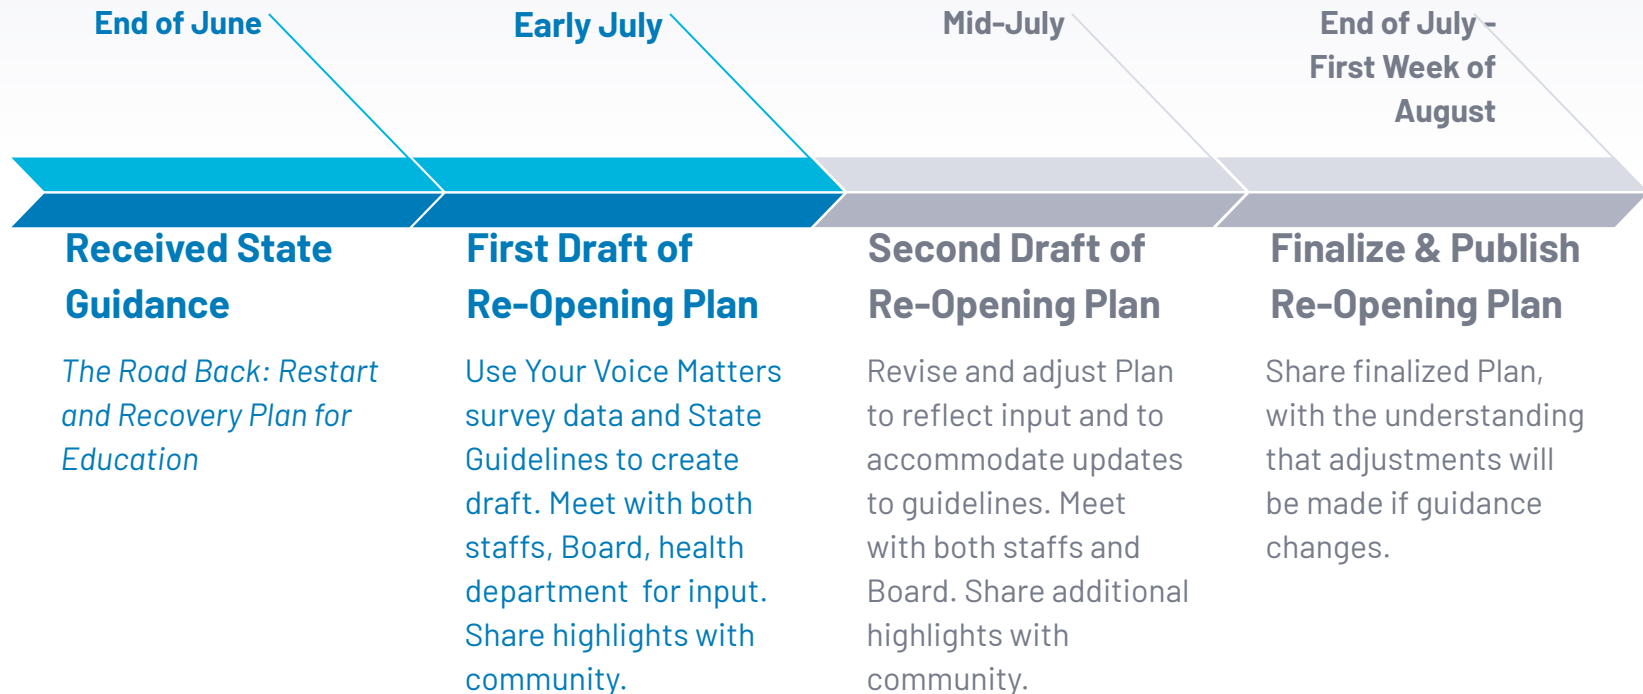 End of June
Early July
Mid-July
End of July -
First Week of
August
Received State
Guidance
The Road Back: Restart
and Recovery Plan for
Education
First Draft of
Re-Opening Plan
Use Your Voice Matters
survey data and State
Guidelines to create
draft. Meet with both
staffs, Board, health
department  for input.
Share highlights with
community.
Second Draft of
Re-Opening Plan
Revise and adjust Plan
to reflect input and to
accommodate updates
to guidelines. Meet
with both staffs and
Board. Share additional
highlights with
community.
Finalize & Publish
Re-Opening Plan
Share finalized Plan,
with the understanding
that adjustments will
be made if guidance
changes.